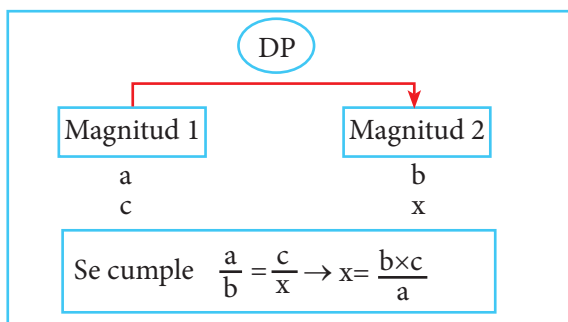 DP
Magnitud 1 Magnitud 2
a b
c x
Se cumple a/b = c/x → x= b×c/a